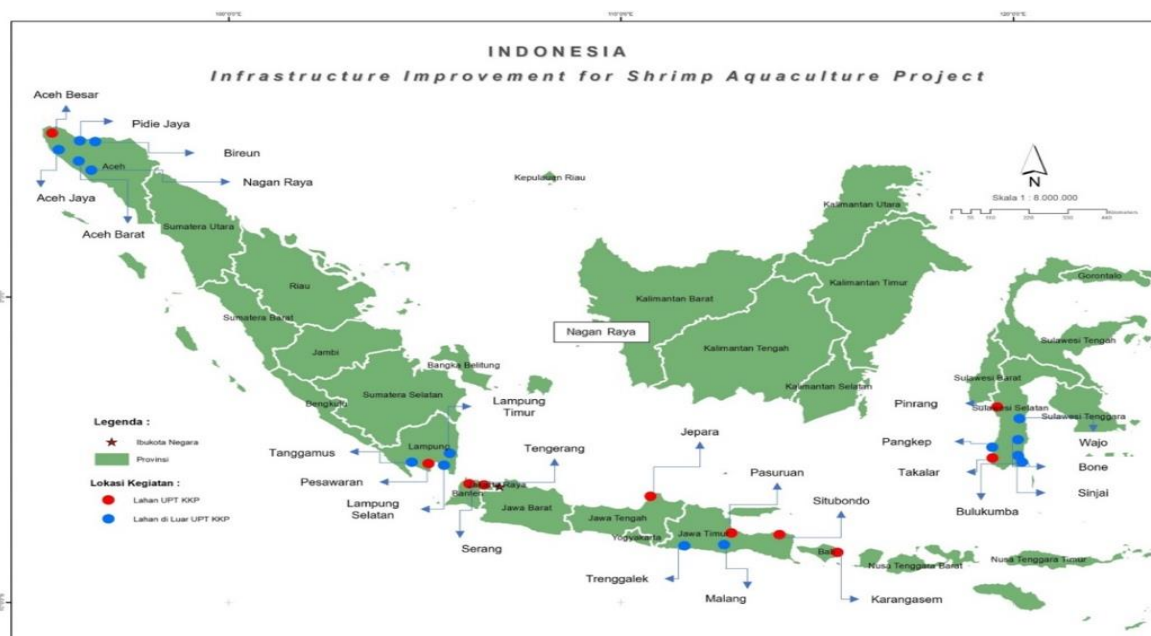 INDONESIA
Infrastructure Improvement for Shrimp Aquaculture Project
Aceh Besar
Pidie Jaya
Bireun
Nagan Raya
Aceh
Aceh Jaya
Aceh Barat
Sumatera Utara
Kepulauan Riau
Kalimantan Utara
N
Skala 1 : 8.000.000
Riau
Sumatera Barat
Kalimantan Barat
Kalimantan Timur
Gorontalo
Nagan Raya
Kalimantan Tengah
Sulawesi Tengah
Jambi
Bangka Belitung
Kalimantan Selatan
Sulawesi Barat
Sumatera Selatan
Bengkulu
Pinrang
Sulawesi Selatan
Sulawesi Tenggara
Lampung
Timur
Legenda :
Ibukota Negara
Provinsi
Lokasi Kegiatan :
Lahan UPT KKP
Lahan di Luar UPT KKP
Lampung
Tanggamus
Pesawaran
Lampung
Selatan
Tengerang
Jepara
Pasuruan
Situbondo
Pangkep
Wajo
Takalar
Bone
Sinjai
Bulukumba
Banten
Jawa Barat
Jawa Tengah
Yogyakarta
Jawa Timur
Bali
Nusa Tenggara Barat
Nusa Tenggara Timur
Serang
Trenggalek
Malang
Karangasem